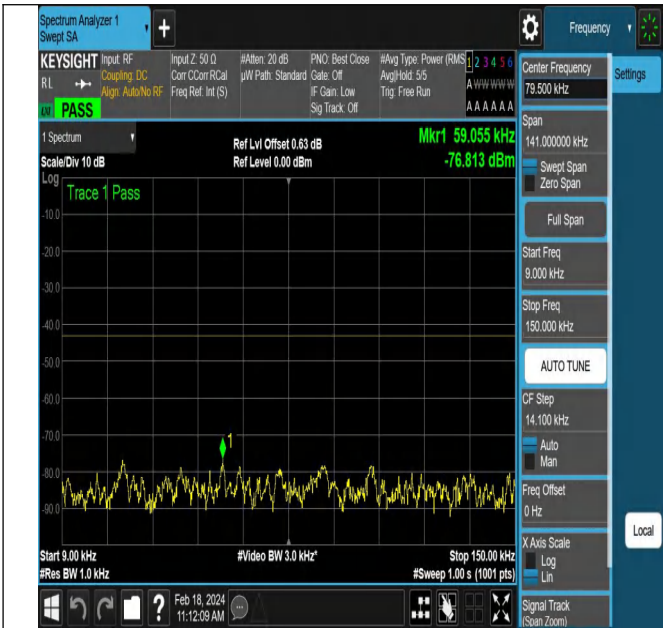 Spectrum Analyzer 1
Swept SA
+
Frequency
KEYSIGHT
RL
PASS
Input: RF
Coupling: DC
Align: Auto/No RF
Input Z: 50 Ω
Corr CCorr RCal
Freq Ref: Int (S)
#Atten: 20 dB
µW Path: Standard
PNO: Best Close
Gate: Off
IF Gain: Low
Sig Track: Off
#Avg Type: Power (RMS
Avg|Hold: 5/5
Trig: Free Run
1 2 3 4 5 6
A W W W W W
A A A A A A
1 Spectrum
Scale/Div 10 dB
Log
Ref Lvl Offset 0.63 dB
Ref Level 0.00 dBm
Mkr1 59.055 kHz
-76.813 dBm
Trace 1 Pass
-10.0
-20.0
-30.0
-40.0
-50.0
-60.0
-70.0
-80.0
-90.0
1
Start 9.00 kHz
#Res BW 1.0 kHz
#Video BW 3.0 kHz*
Stop 150.00 kHz
#Sweep 1.00 s (1001 pts)
?
Feb 18, 2024
11:12:09 AM
Center Frequency
79.500 kHz
Settings
Span
141.000000 kHz
Swept Span
Zero Span
Full Span
Start Freq
9.000 kHz
Stop Freq
150.000 kHz
AUTO TUNE
CF Step
14.100 kHz
Auto
Man
Freq Offset
0 Hz
Local
X Axis Scale
Log
Lin
Signal Track
(Span Zoom)